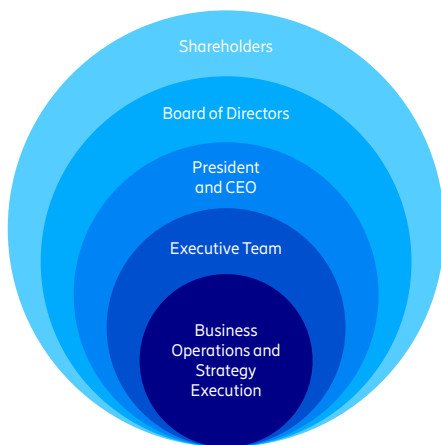 Shareholders
Board of Directors
President
and CEO
Executive Team
Business
Operations and
Strategy
Execution